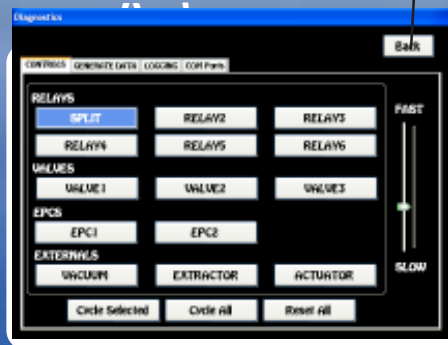 Diagnostics
Back
CONTROLS GENERATE DATA LOGGING COM Ports
RELAYS
SPLIT RELAY2 RELAY3
RELAY4 RELAY5 RELAY6
VALVES
VALVE1 VALVE2 VALVE3
EPCS
EPC1 EPC2
EXTERNALS
VACUUM EXTRACTOR ACTUATOR
FAST
SLOW
Cycle Selected Cycle All Reset All